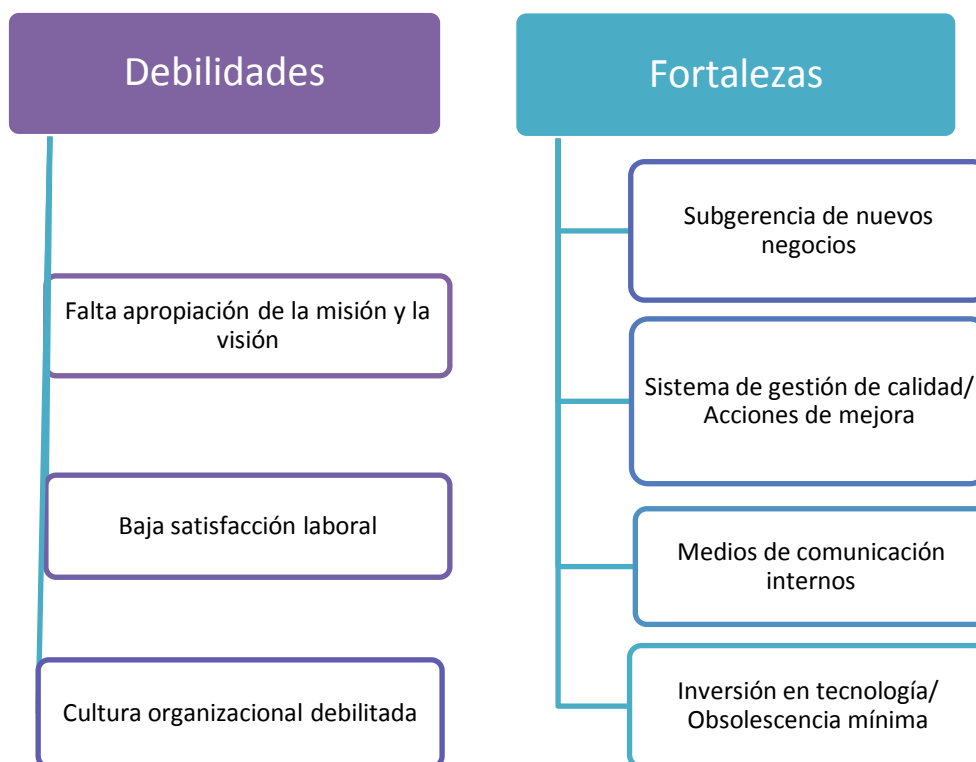 Debilidades
Falta apropiación de la misión y la
visión
Baja satisfacción laboral
Cultura organizacional debilitada
Fortalezas
Subgerencia de nuevos
negocios
Sistema de gestión de calidad/
Acciones de mejora
Medios de comunicación
internos
Inversión en tecnología/
Obsolescencia mínima